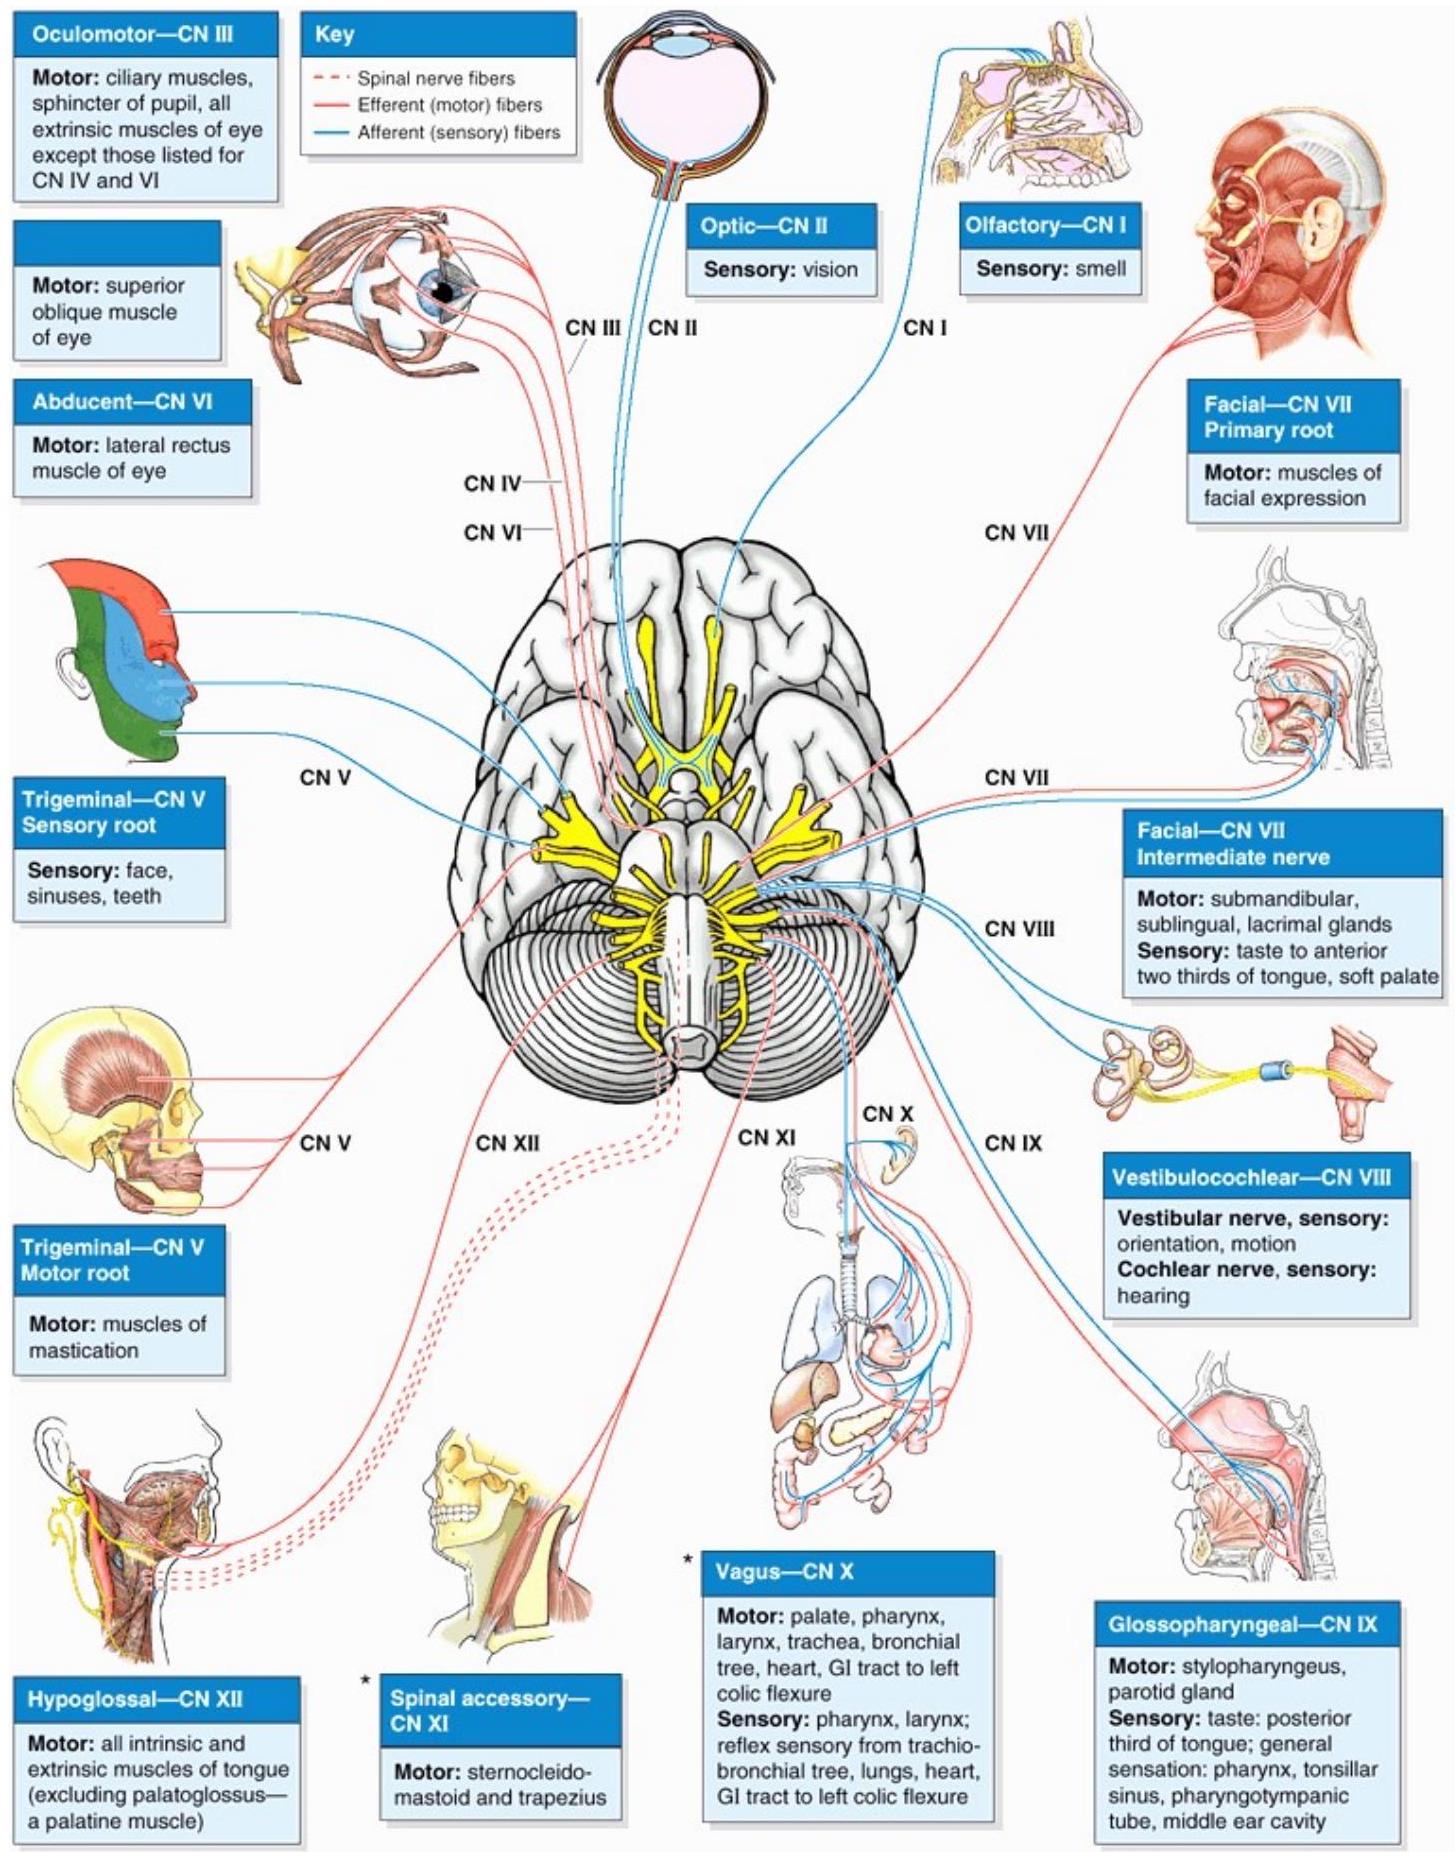 Oculomotor—CN III
Motor: ciliary muscles,
sphincter of pupil, all
extrinsic muscles of eye
except those listed for
CN IV and VI
Key
Spinal nerve fibers
Efferent (motor) fibers
Afferent (sensory) fibers
Optic—CN II
Sensory: vision
Olfactory—CN I
Sensory: smell
Motor: superior
oblique muscle
of eye
Abducent—CN VI
Motor: lateral rectus
muscle of eye
CN III
CN II
CN I
CN IV
CN VI
Facial—CN VII
Primary root
Motor: muscles of
facial expression
CN VII
CN V
CN VII
Trigeminal—CN V
Sensory root
Sensory: face,
sinuses, teeth
Facial—CN VII
Intermediate nerve
Motor: submandibular,
sublingual, lacrimal glands
Sensory: taste to anterior
two thirds of tongue, soft palate
CN VIII
CN V
CN XII
CN XI
CN X
CN IX
Vestibulocochlear—CN VIII
Vestibular nerve, sensory:
orientation, motion
Cochlear nerve, sensory:
hearing
Trigeminal—CN V
Motor root
Motor: muscles of
mastication
Hypoglossal—CN XII
Motor: all intrinsic and
extrinsic muscles of tongue
(excluding palatoglossus—
a palatine muscle)
*
Spinal accessory—
CN XI
Motor: sternocleido-
mastoid and trapezius
*
Vagus—CN X
Motor: palate, pharynx,
larynx, trachea, bronchial
tree, heart, GI tract to left
colic flexure
Sensory: pharynx, larynx;
reflex sensory from trachio-
bronchial tree, lungs, heart,
GI tract to left colic flexure
Glossopharyngeal—CN IX
Motor: stylopharyngeus,
parotid gland
Sensory: taste: posterior
third of tongue; general
sensation: pharynx, tonsillar
sinus, pharyngotympanic
tube, middle ear cavity